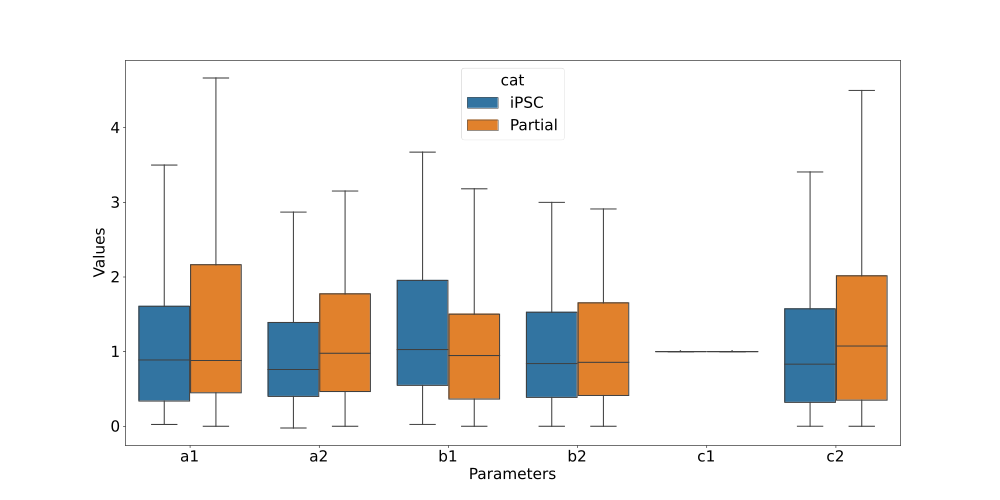 cat
iPSC
Partial
Values
4
3
2
1
0
a1 a2 b1 b2 c1 c2
Parameters